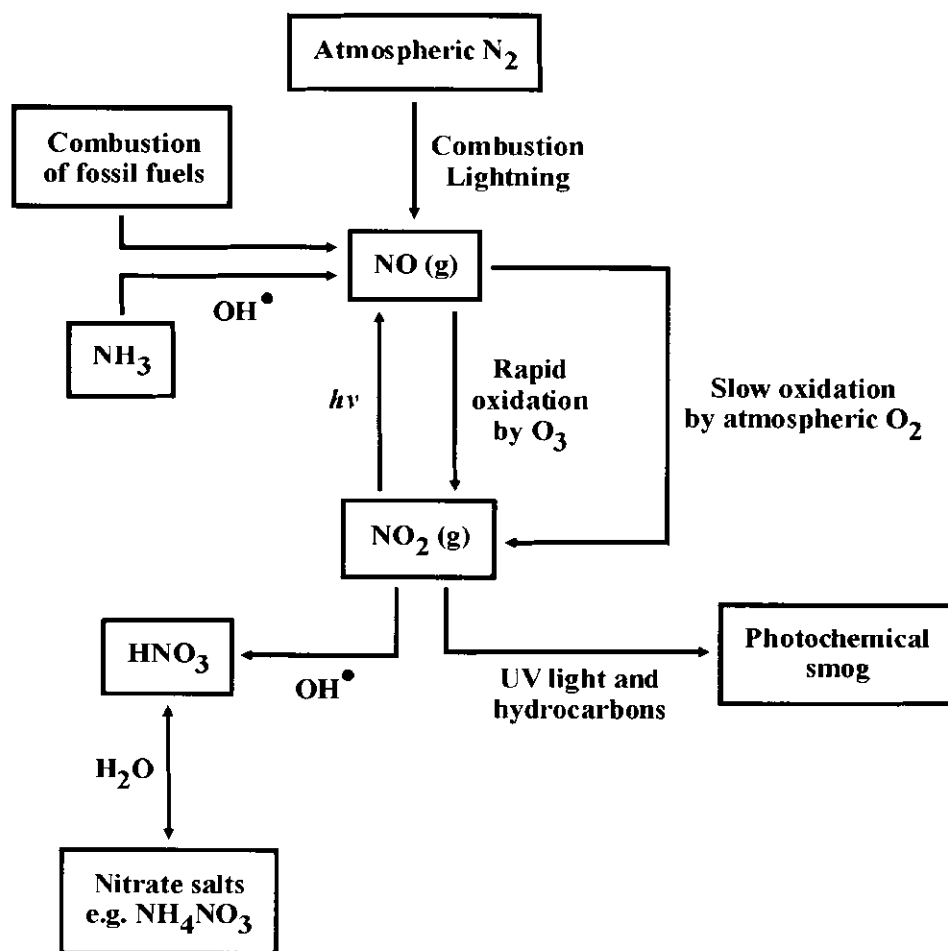 Atmospheric N2
Combustion
of fossil fuels
Combustion
Lightning
NO (g)
OH•
NH3
hν
Rapid
oxidation
by O3
Slow oxidation
by atmospheric O2
NO2 (g)
HNO3
OH•
UV light and
hydrocarbons
Photochemical
smog
H2O
Nitrate salts
e.g. NH4NO3